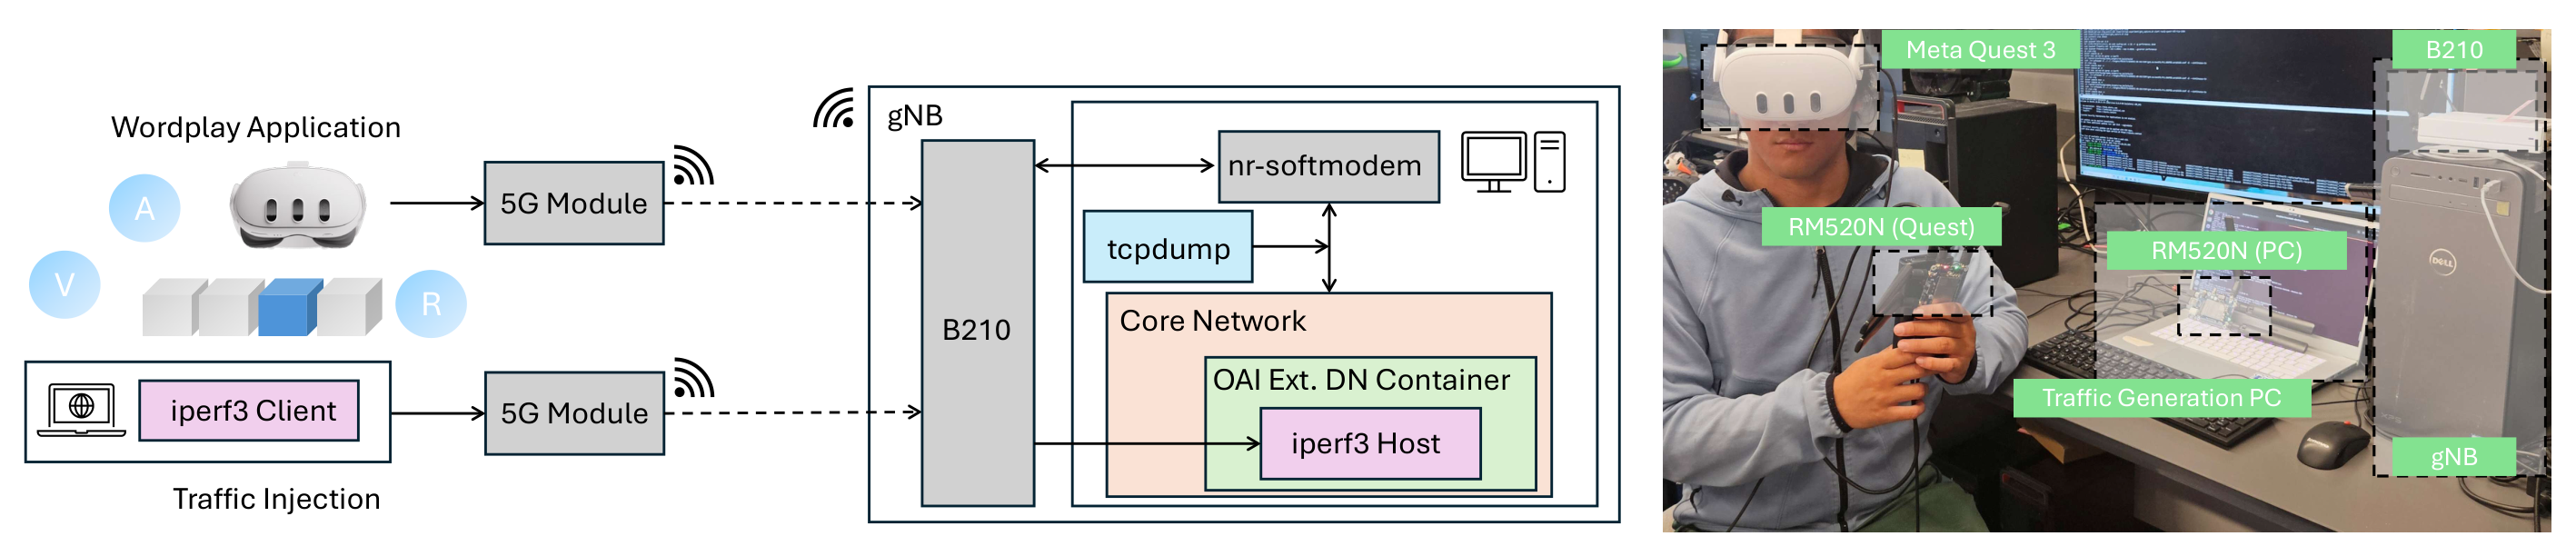 Wordplay Application
A
V
R
5G Module
iperf3 Client
5G Module
Traffic Injection
gNB
B210
nr-softmodem
tcpdump
Core Network
OAI Ext. DN Container
iperf3 Host
Meta Quest 3
B210
RM520N (Quest)
RM520N (PC)
DELL
Traffic Generation PC
gNB